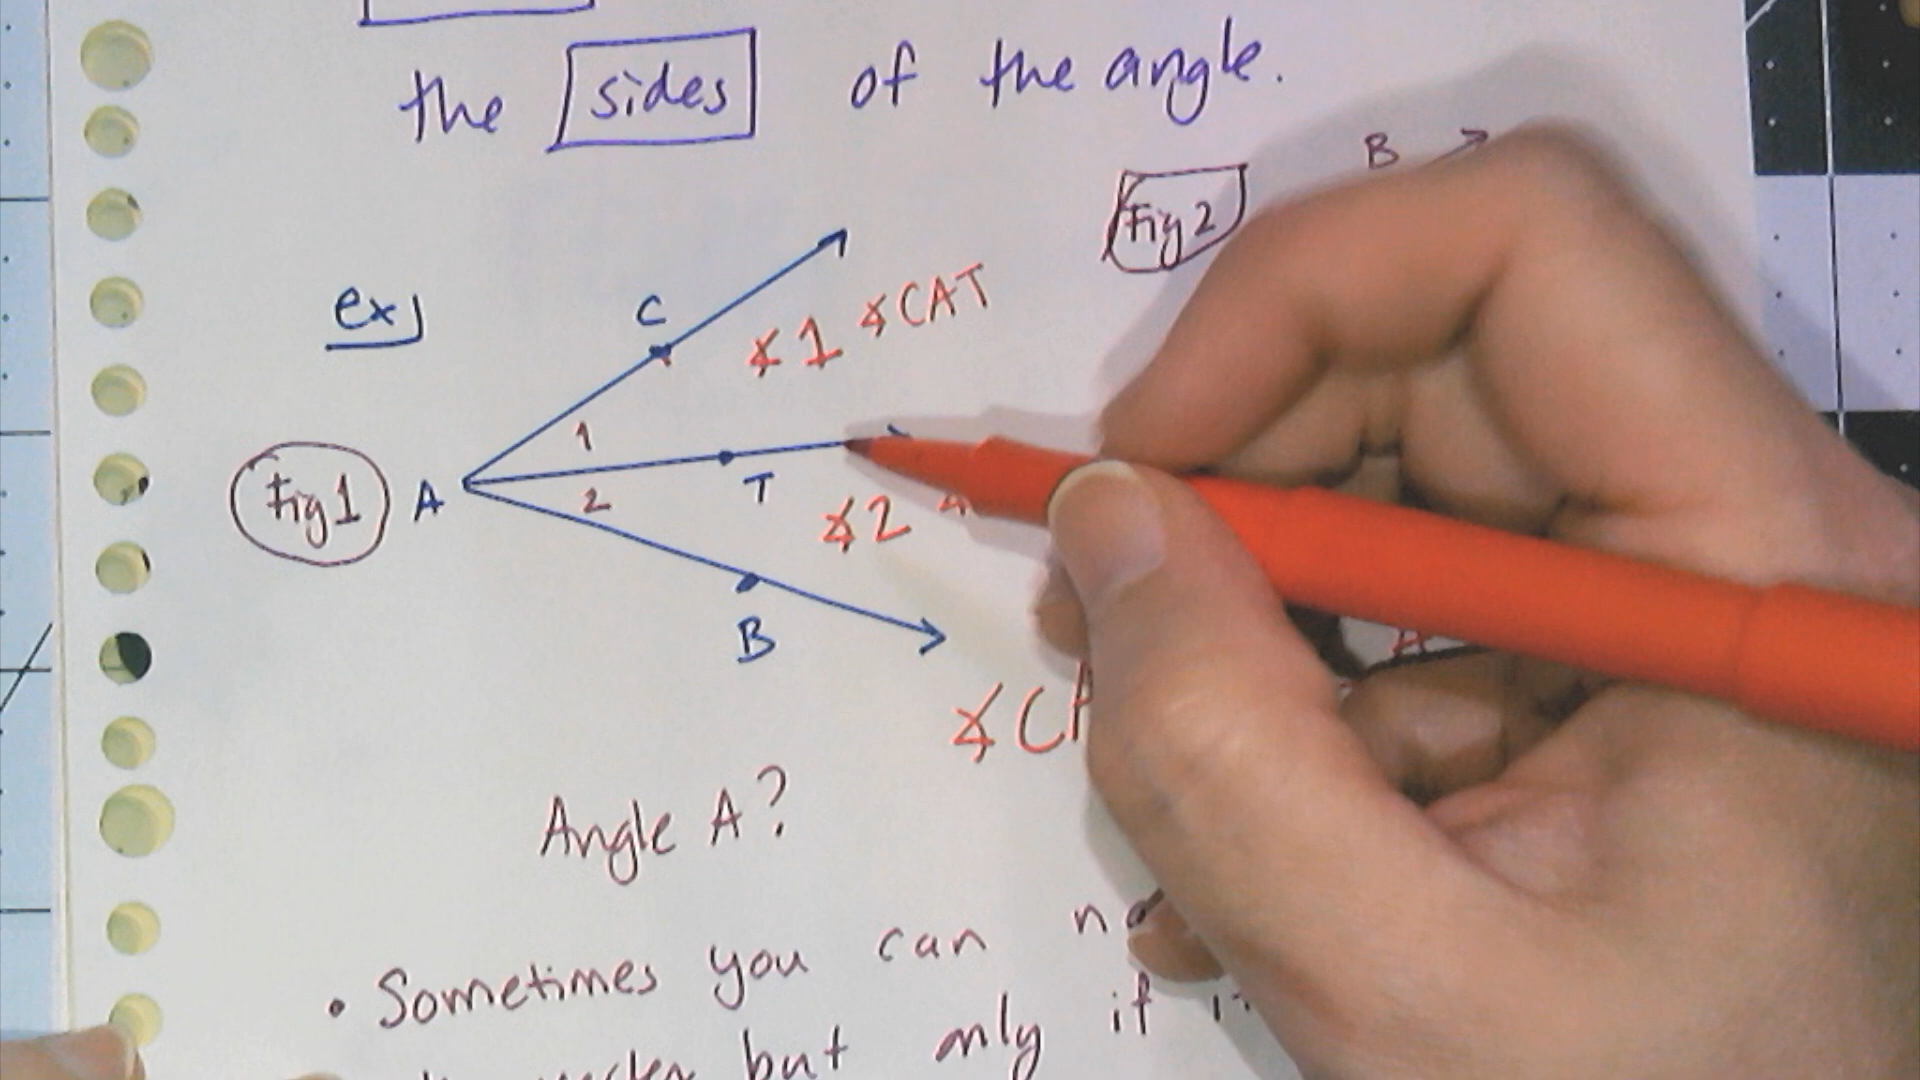 the sides of the angle.
B
Fig 2
ex)
C
∡1 ∡CAT
1
Fig 1
A
T
2
∡2
B
Angle A?
• Sometimes you can
but only if